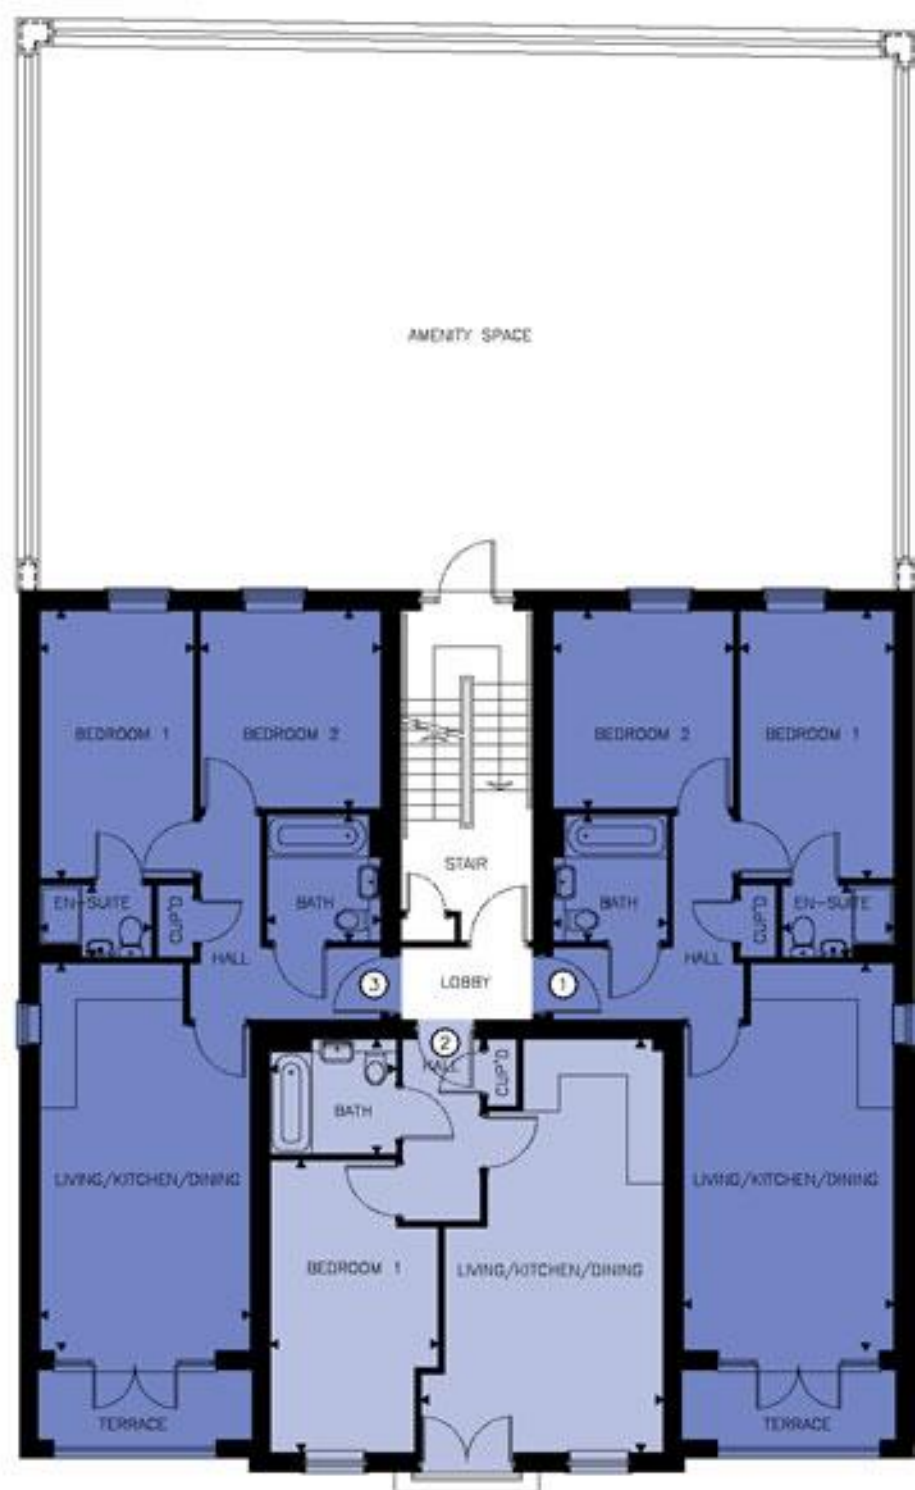 AMENITY SPACE
BEDROOM 1
BEDROOM 2
BEDROOM 2
BEDROOM 1
STAIR
EN-SUITE
CUP'D
BATH
BATH
CUP'D
EN-SUITE
HALL
HALL
3
LOBBY
1
2
HALL
CUP'D
BATH
LIVING/KITCHEN/DINING
LIVING/KITCHEN/DINING
BEDROOM 1
LIVING/KITCHEN/DINING
TERRACE
TERRACE